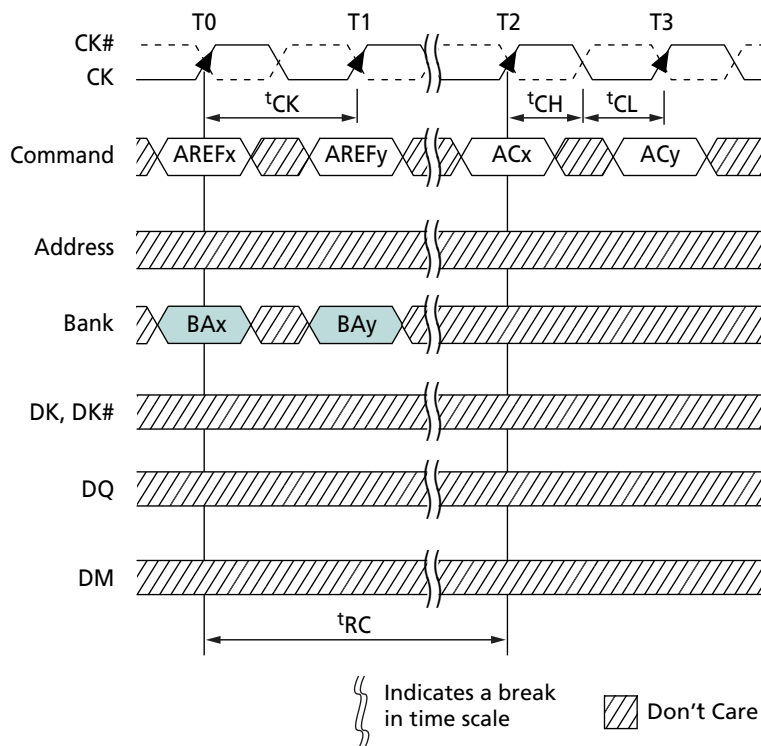 T0 T1 T2 T3
CK#
CK
tCK tCH tCL
Command AREFx AREFy ACx ACy
Address
Bank BAx BAy
DK, DK#
DQ
DM
tRC
Indicates a break
in time scale
Don't Care